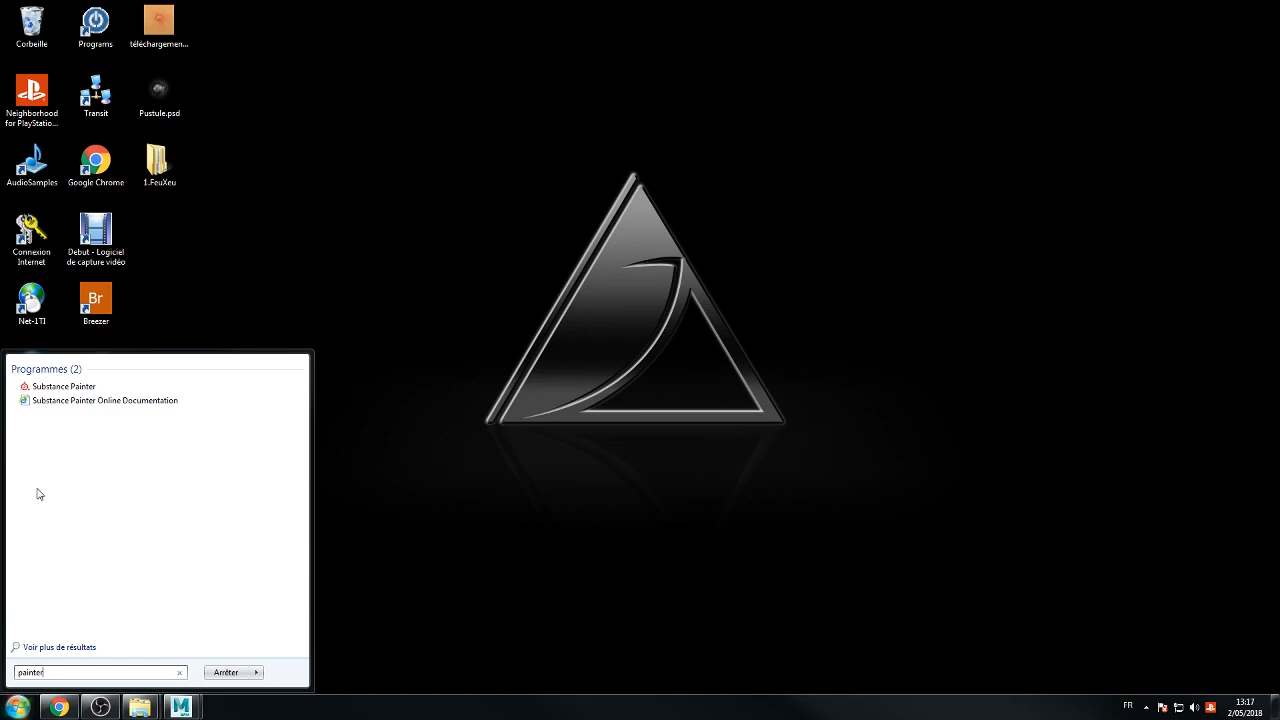 Corbeille
Programs
téléchargemen...
Neighborhood
for PlayStatio...
Transit
Pustule.psd
AudioSamples
Google Chrome
1.FeuXeu
Connexion
Internet
Debut - Logiciel
de capture vidéo
Net-1TI
Br
Breezer
Programmes (2)
Substance Painter
Substance Painter Online Documentation
Voir plus de résultats
painter
Arrêter
M
FR
13:17
2/05/2018